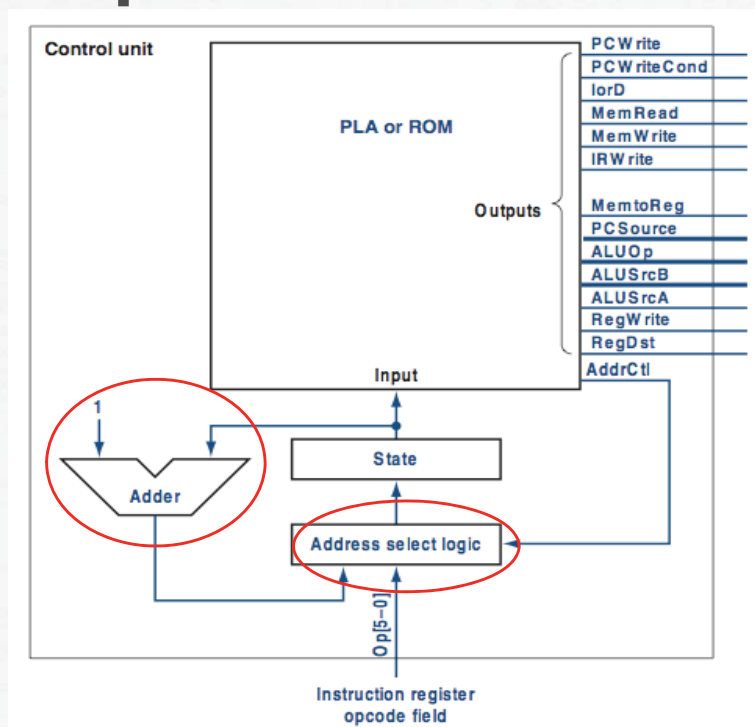 Control unit
PLA or ROM
Outputs
Input
PCWrite
PCWriteCond
IorD
MemRead
MemWrite
IRWrite
MemtoReg
PCSource
ALUOp
ALUSrcB
ALUSrcA
RegWrite
RegDst
AddrCtl
1
State
Adder
Address select logic
Op[5–0]
Instruction register
opcode field